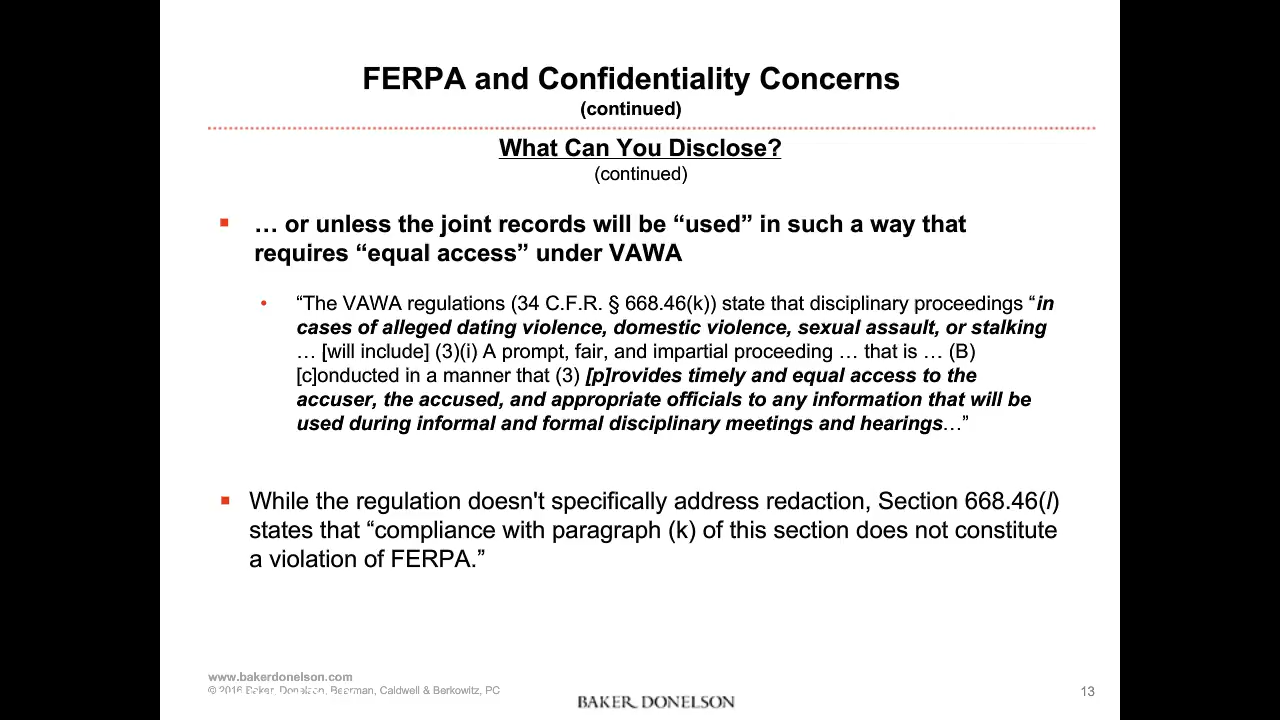 FERPA and Confidentiality Concerns
(continued)
What Can You Disclose?
(continued)
▪ … or unless the joint records will be “used” in such a way that
requires “equal access” under VAWA
• “The VAWA regulations (34 C.F.R. § 668.46(k)) state that disciplinary proceedings “in
cases of alleged dating violence, domestic violence, sexual assault, or stalking
… [will include] (3)(i) A prompt, fair, and impartial proceeding … that is … (B)
[c]onducted in a manner that (3) [p]rovides timely and equal access to the
accuser, the accused, and appropriate officials to any information that will be
used during informal and formal disciplinary meetings and hearings…”
▪ While the regulation doesn't specifically address redaction, Section 668.46(l)
states that “compliance with paragraph (k) of this section does not constitute
a violation of FERPA.”
www.bakerdonelson.com
© 2016 Baker, Donelson, Bearman, Caldwell & Berkowitz, PC
BAKER DONELSON
13